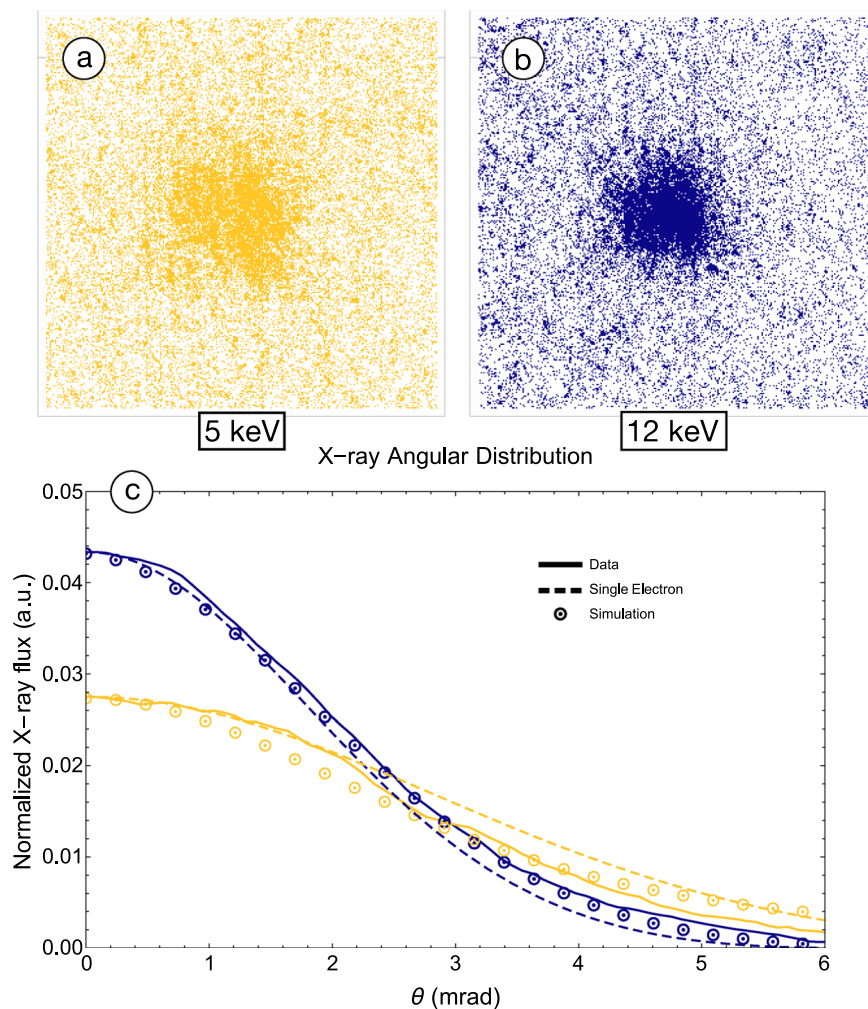 a
b
5 keV
12 keV
X-ray Angular Distribution
c
Normalized X-ray flux (a.u.)
0.05
0.04
0.03
0.02
0.01
0.00
Data
Single Electron
Simulation
0 1 2 3 4 5 6
θ (mrad)